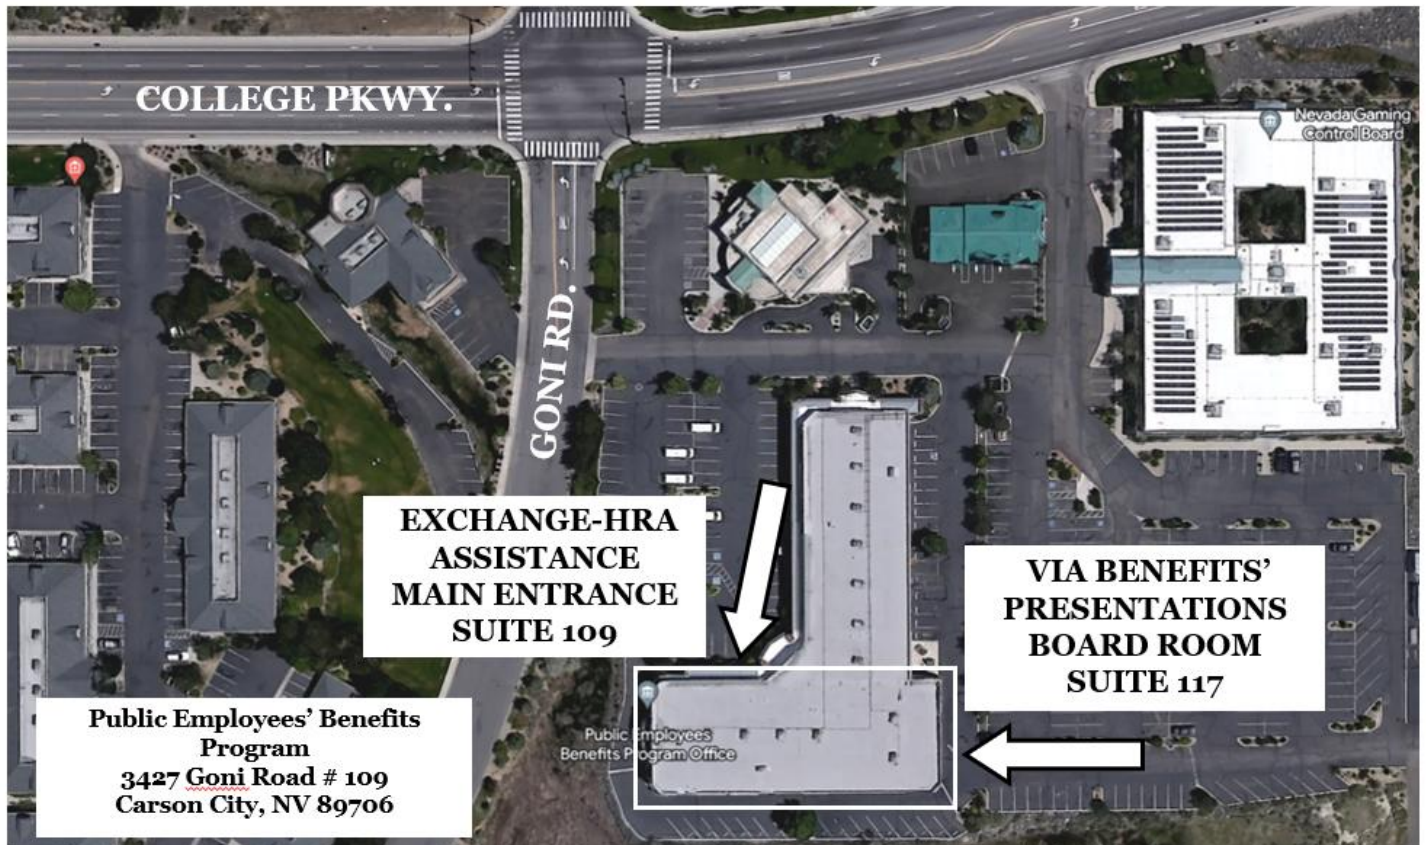 COLLEGE PKWY.
Nevada Gaming
Control Board
GONI RD.
EXCHANGE-HRA
ASSISTANCE
MAIN ENTRANCE
SUITE 109
VIA BENEFITS’
PRESENTATIONS
BOARD ROOM
SUITE 117
Public Employees
Benefits Program Office
Public Employees’ Benefits
Program
3427 Goni Road # 109
Carson City, NV 89706